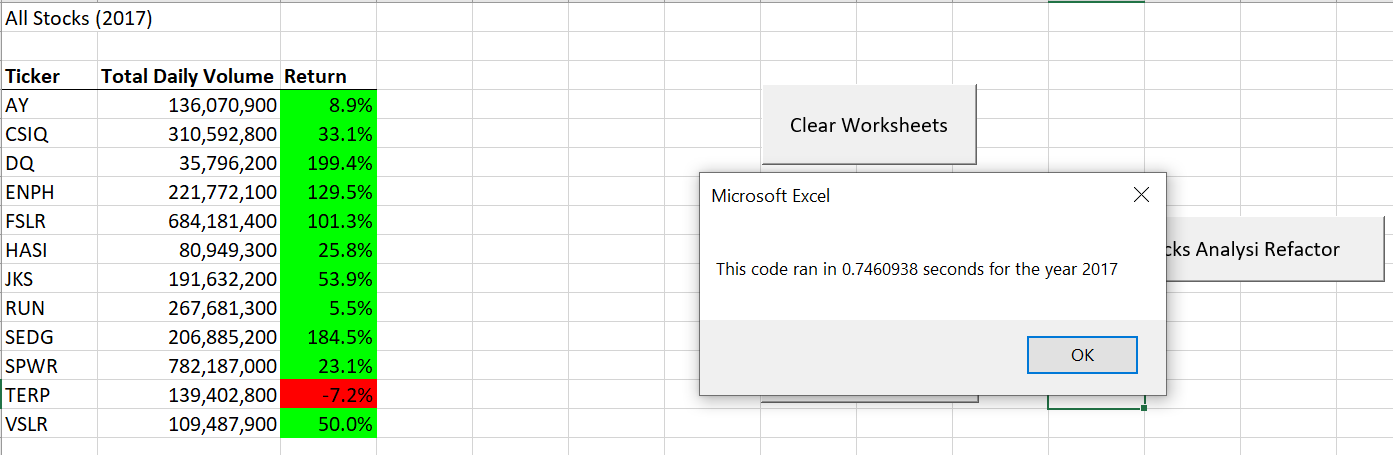 All Stocks (2017)
Ticker Total Daily Volume Return
AY 136,070,900 8.9%
CSIQ 310,592,800 33.1%
DQ 35,796,200 199.4%
ENPH 221,772,100 129.5%
FSLR 684,181,400 101.3%
HASI 80,949,300 25.8%
JKS 191,632,200 53.9%
RUN 267,681,300 5.5%
SEDG 206,885,200 184.5%
SPWR 782,187,000 23.1%
TERP 139,402,800 -7.2%
VSLR 109,487,900 50.0%
Clear Worksheets
Microsoft Excel
This code ran in 0.7460938 seconds for the year 2017
OK
cks Analysi Refactor